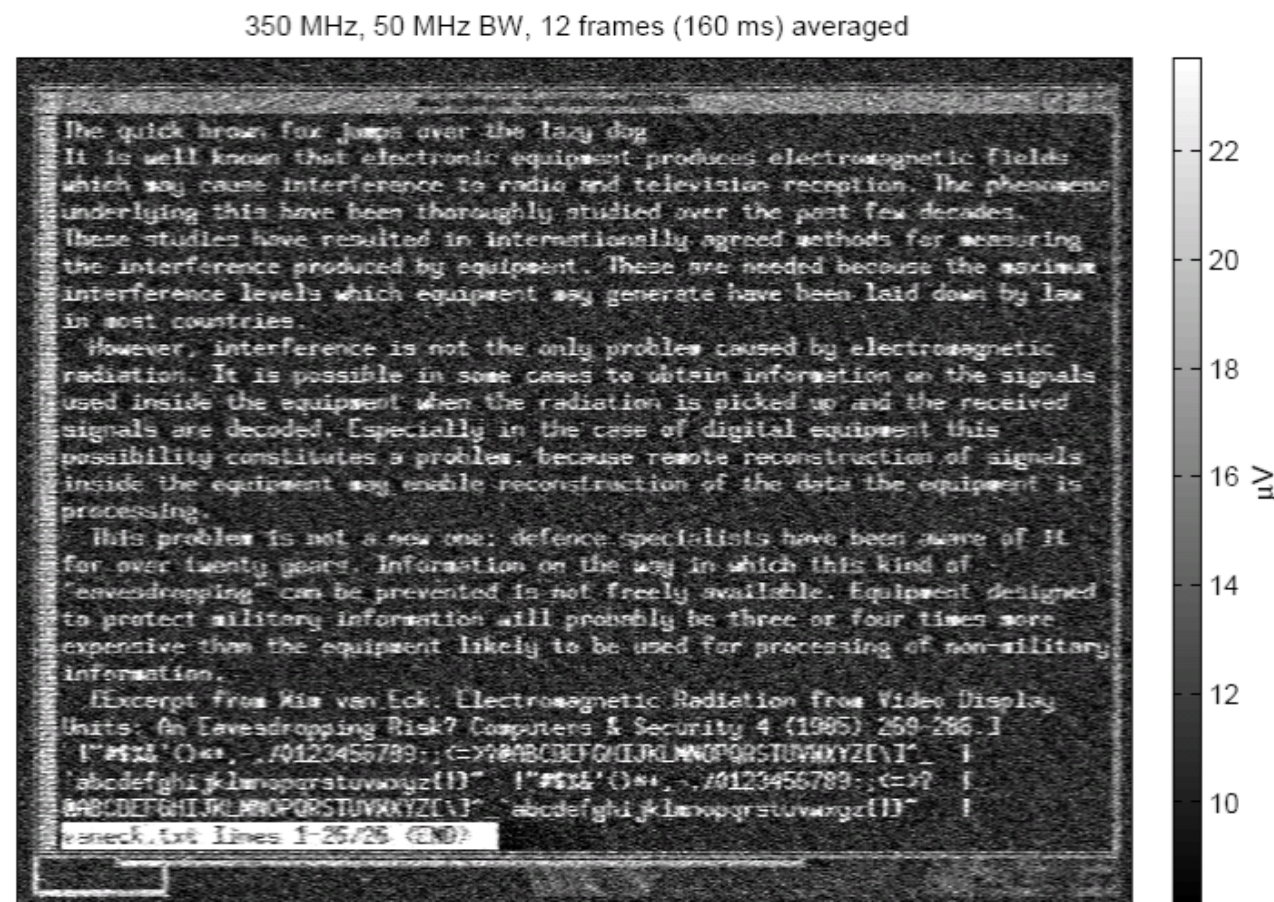 350 MHz, 50 MHz BW, 12 frames (160 ms) averaged
The quick brown fox jumps over the lazy dog
It is well known that electronic equipment produces electromagnetic fields
which may cause interference to radio and television reception. The phenomena
underlying this have been thoroughly studied over the past few decades.
These studies have resulted in internationally agreed methods for measuring
the interference produced by equipment. These are needed because the maximum
interference levels which equipment may generate have been laid down by law
in most countries.
However, interference is not the only problem caused by electromagnetic
radiation. It is possible in some cases to obtain information on the signals
used inside the equipment when the radiation is picked up and the received
signals are decoded. Especially in the case of digital equipment this
possibility constitutes a problem, because remote reconstruction of signals
inside the equipment may enable reconstruction of the data the equipment is
processing.
This problem is not a new one; defence specialists have been aware of it
for over twenty years. Information on the way in which this kind of
"eavesdropping" can be prevented is not freely available. Equipment designed
to protect military information will probably be three or four times more
expensive than the equipment likely to be used for processing of non-military
information.
[Excerpt from Wim van Eck: Electromagnetic Radiation from Video Display
Units: An Eavesdropping Risk? Computers & Security 4 (1985) 269-286.]
!"#$%&'()*+,-./0123456789:;<=>?@ABCDEFGHIJKLMNOPQRSTUVWXYZ[\]^_ |
`abcdefghijklmnopqrstuvwxyz{|}~ !"#$%&'()*+,-./0123456789:;<=>? |
@ABCDEFGHIJKLMNOPQRSTUVWXYZ[\]^_`abcdefghijklmnopqrstuvwxyz{|}~ |
vaneck.txt lines 1-26/26 (END)
22
20
18
16
14
12
10
µV